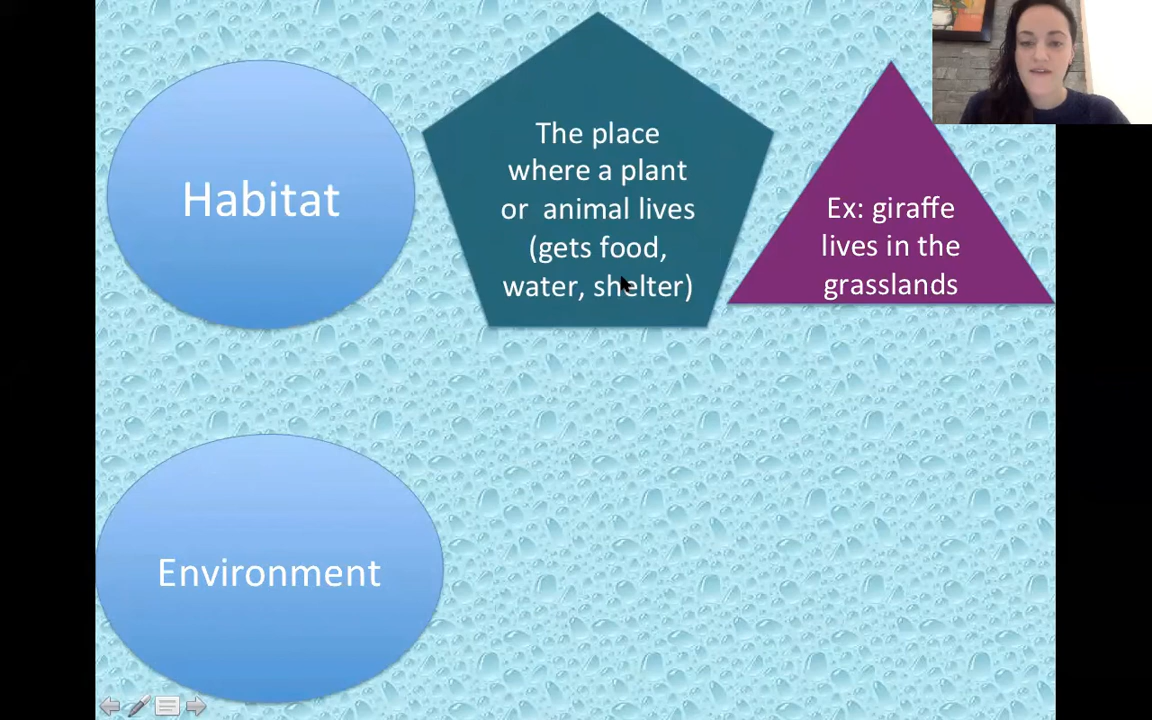 Habitat
The place
where a plant
or animal lives
(gets food,
water, shelter)
Ex: giraffe
lives in the
grasslands
Environment